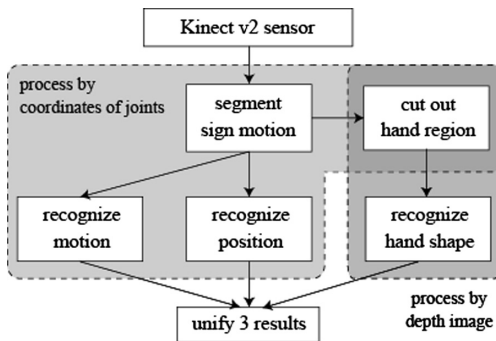 Kinect v2 sensor
process by
coordinates of joints
segment
sign motion
cut out
hand region
recognize
motion
recognize
position
recognize
hand shape
process by
depth image
unify 3 results